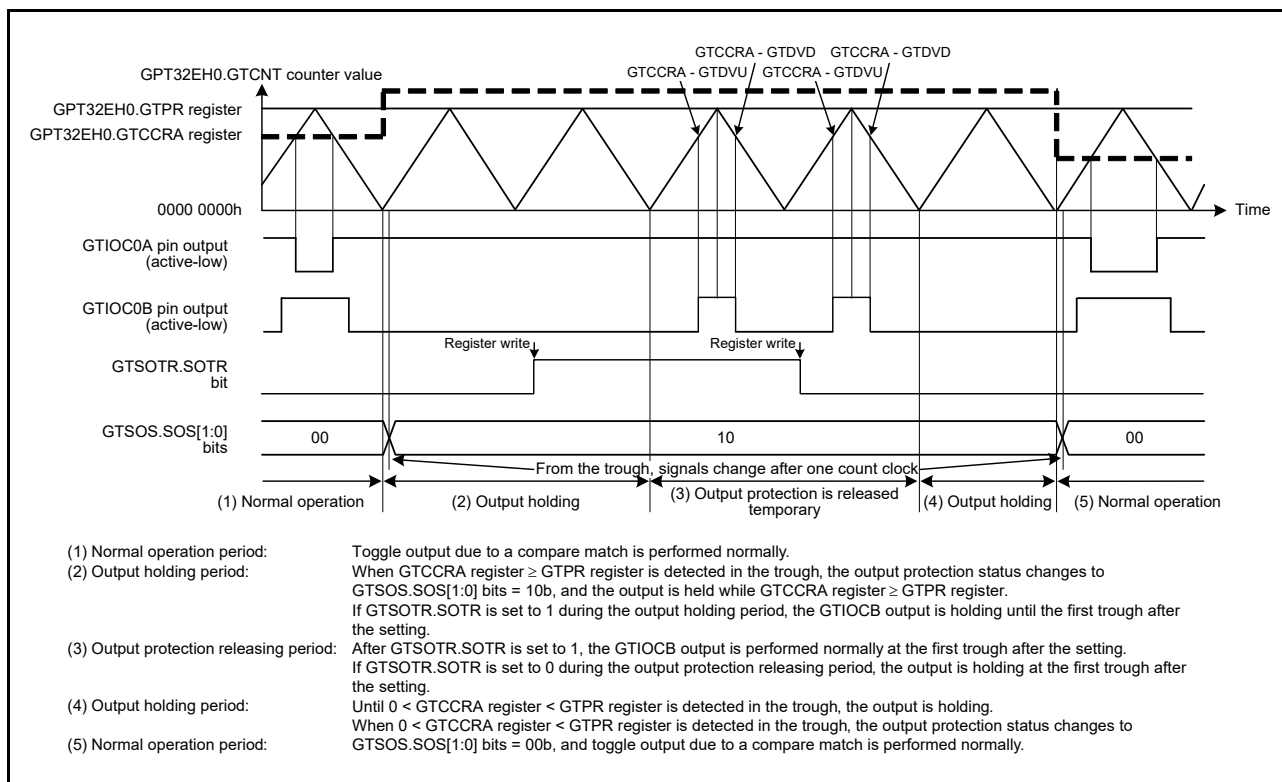 GTCCRA - GTDVD GTCCRA - GTDVD
GPT32EH0.GTCNT counter value
GTCCRA - GTDVU GTCCRA - GTDVU
GPT32EH0.GTPR register
GPT32EH0.GTCCRA register
0000 0000h
Time
GTIOC0A pin output
(active-low)
GTIOC0B pin output
(active-low)
Register write
Register write
GTSOTR.SOTR
bit
GTSOS.SOS[1:0]
bits
00
10
00
From the trough, signals change after one count clock
(1) Normal operation
(2) Output holding
(3) Output protection is released
temporary
(4) Output holding
(5) Normal operation
(1) Normal operation period: Toggle output due to a compare match is performed normally.
(2) Output holding period: When GTCCRA register ≥ GTPR register is detected in the trough, the output protection status changes to
GTSOS.SOS[1:0] bits = 10b, and the output is held while GTCCRA register ≥ GTPR register.
If GTSOTR.SOTR is set to 1 during the output holding period, the GTIOCB output is holding until the first trough after
the setting.
(3) Output protection releasing period: After GTSOTR.SOTR is set to 1, the GTIOCB output is performed normally at the first trough after the setting.
If GTSOTR.SOTR is set to 0 during the output protection releasing period, the output is holding at the first trough after
the setting.
(4) Output holding period: Until 0 < GTCCRA register < GTPR register is detected in the trough, the output is holding.
When 0 < GTCCRA register < GTPR register is detected in the trough, the output protection status changes to
(5) Normal operation period: GTSOS.SOS[1:0] bits = 00b, and toggle output due to a compare match is performed normally.